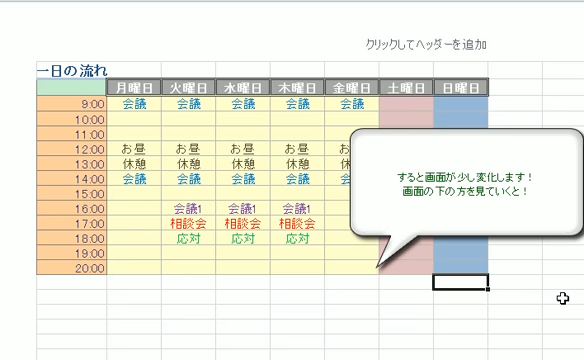 クリックしてヘッダーを追加
一日の流れ
月曜日 火曜日 水曜日 木曜日 金曜日 土曜日 日曜日
9:00 会議 会議 会議 会議 会議
10:00
11:00
12:00 お昼 お昼 お昼 お昼 お
13:00 休憩 休憩 休憩 休憩 休
14:00 会議 会議 会議 会議
15:00
16:00 会議1 会議1 会議1
17:00 相談会 相談会 相談会
18:00 応対 応対 応対
19:00
20:00
すると画面が少し変化します!
画面の下の方を見ていくと!